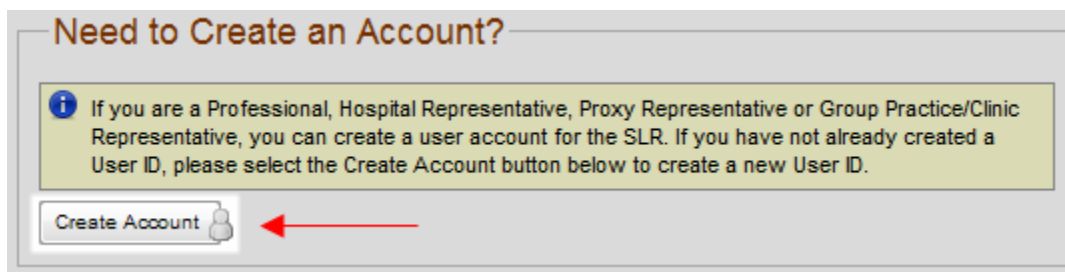 Need to Create an Account?
If you are a Professional, Hospital Representative, Proxy Representative or Group Practice/Clinic
Representative, you can create a user account for the SLR. If you have not already created a
User ID, please select the Create Account button below to create a new User ID.
Create Account